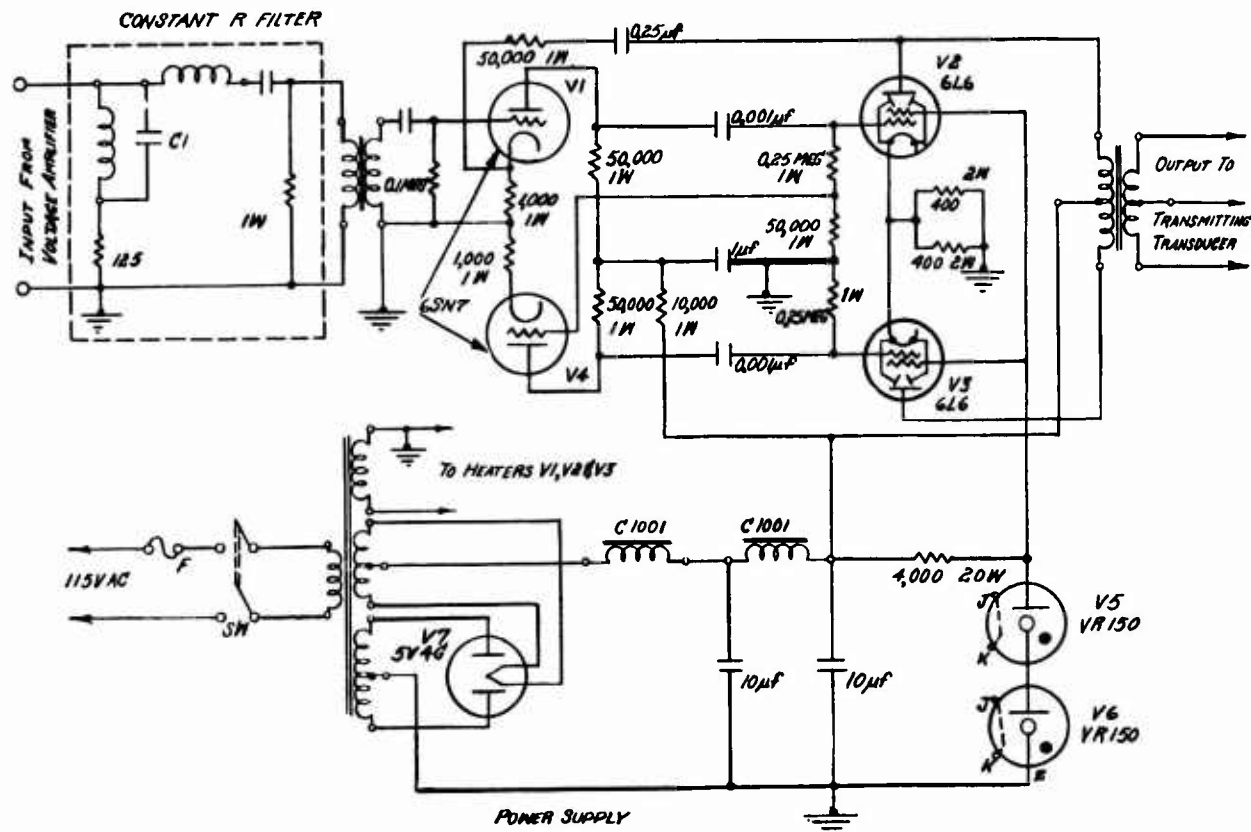 CONSTANT R FILTER
INPUT FROM
VOLTAGE AMPLIFIER
C1
125
1W
0.1MEG
50,000 1W
0.25µf
V1
1,000
1W
1,000
1W
6SN7
V4
50,000
1W
50,000
1W
10,000
1W
0.001µf
1µf
0.001µf
0.25 MEG
1W
50,000
1W
1W
0.25MEG
V2
6L6
2W
400
400 2W
V3
6L6
OUTPUT TO
TRANSMITTING
TRANSDUCER
TO HEATERS V1, V2 & V3
115V AC
F
SW
V7
5V4G
C1001
C1001
10µf
10µf
4,000 20W
J
K
V5
VR150
J
K
V6
VR150
POWER SUPPLY